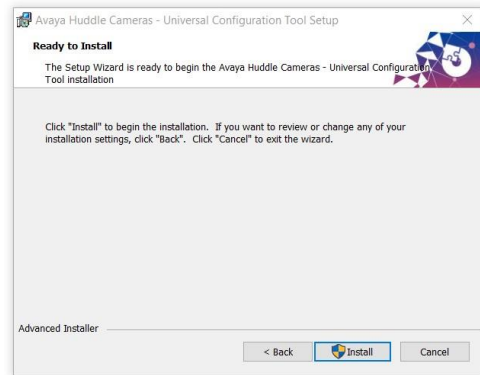 Avaya Huddle Cameras - Universal Configuration Tool Setup
Ready to Install
The Setup Wizard is ready to begin the Avaya Huddle Cameras - Universal Configuration
Tool installation
Click "Install" to begin the installation. If you want to review or change any of your
installation settings, click "Back". Click "Cancel" to exit the wizard.
Advanced Installer
< Back
Install
Cancel